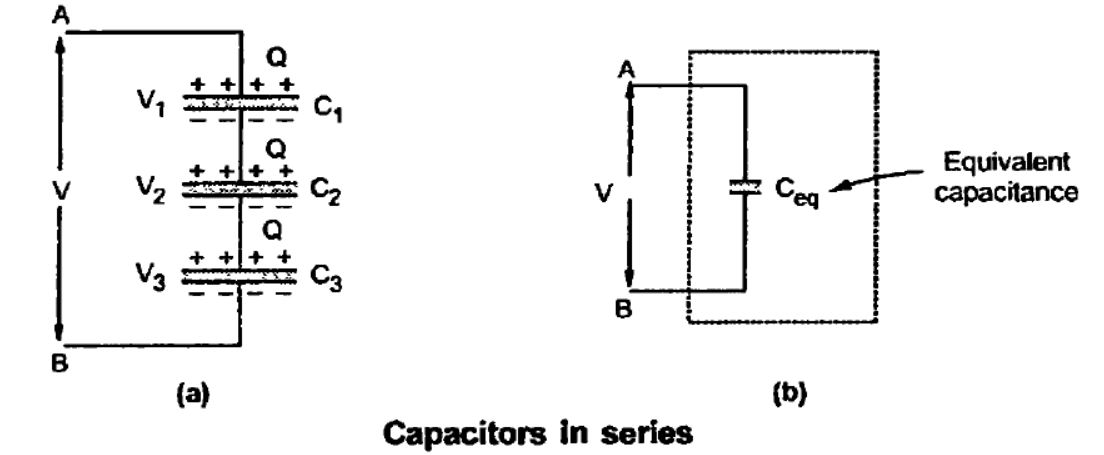 A
Q
+ + + +
V1
C1
– – – –
Q
+ + + +
V
V2
C2
– – – –
Q
+ + + +
V3
C3
– – – –
B
(a)
A
V
Ceq
Equivalent
capacitance
B
(b)
Capacitors in series